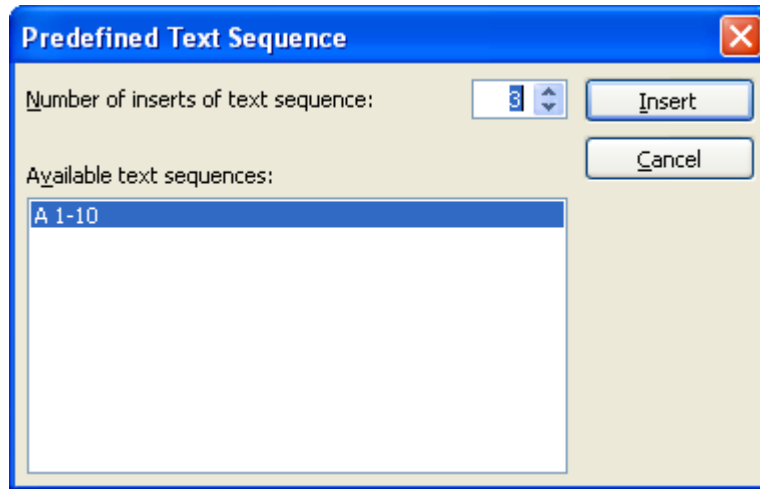 Predefined Text Sequence
Number of inserts of text sequence: 3
Insert
Cancel
Available text sequences:
A 1-10